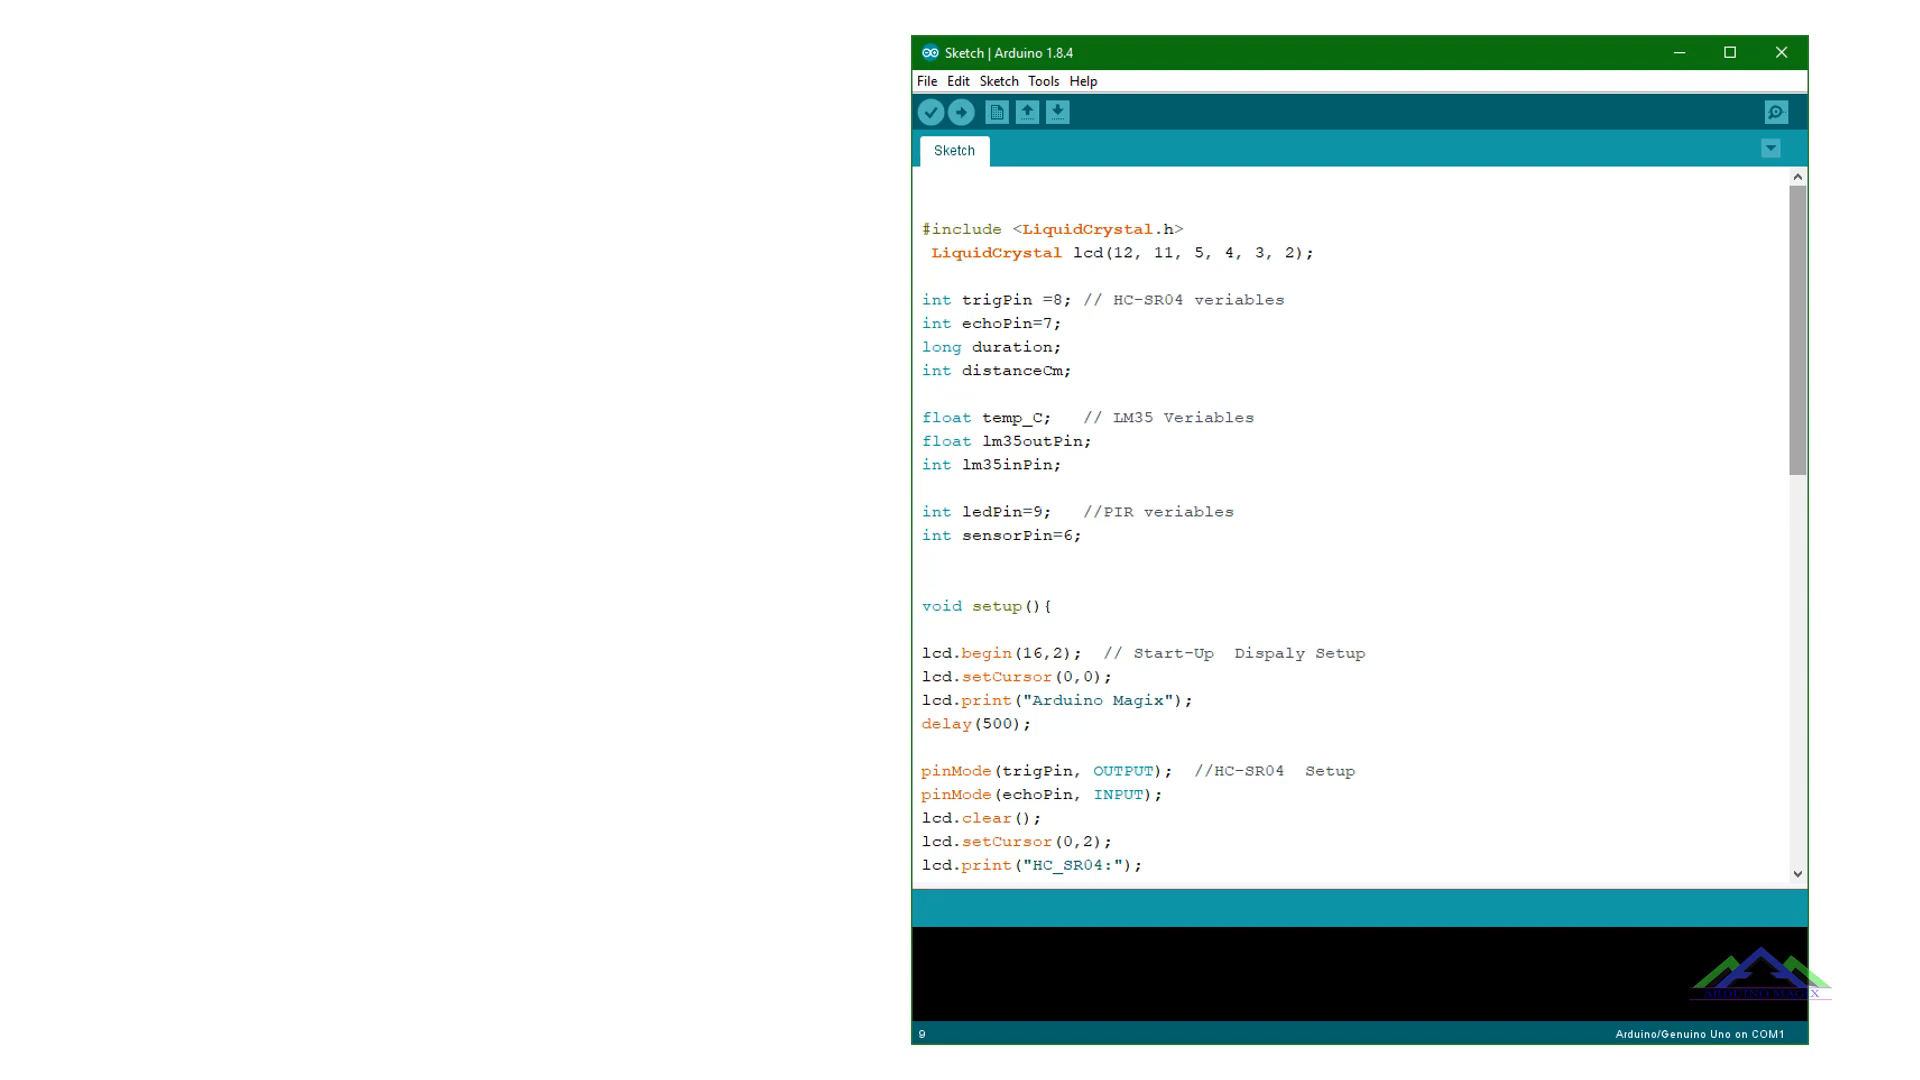 Sketch | Arduino 1.8.4
File Edit Sketch Tools Help
Sketch
#include <LiquidCrystal.h>
LiquidCrystal lcd(12, 11, 5, 4, 3, 2);
int trigPin =8; // HC-SR04 veriables
int echoPin=7;
long duration;
int distanceCm;
float temp_C; // LM35 Veriables
float lm35outPin;
int lm35inPin;
int ledPin=9; //PIR veriables
int sensorPin=6;
void setup(){
lcd.begin(16,2); // Start-Up Dispaly Setup
lcd.setCursor(0,0);
lcd.print("Arduino Magix");
delay(500);
pinMode(trigPin, OUTPUT); //HC-SR04 Setup
pinMode(echoPin, INPUT);
lcd.clear();
lcd.setCursor(0,2);
lcd.print("HC_SR04:");
ARDUINO MAGIX
9
Arduino/Genuino Uno on COM1